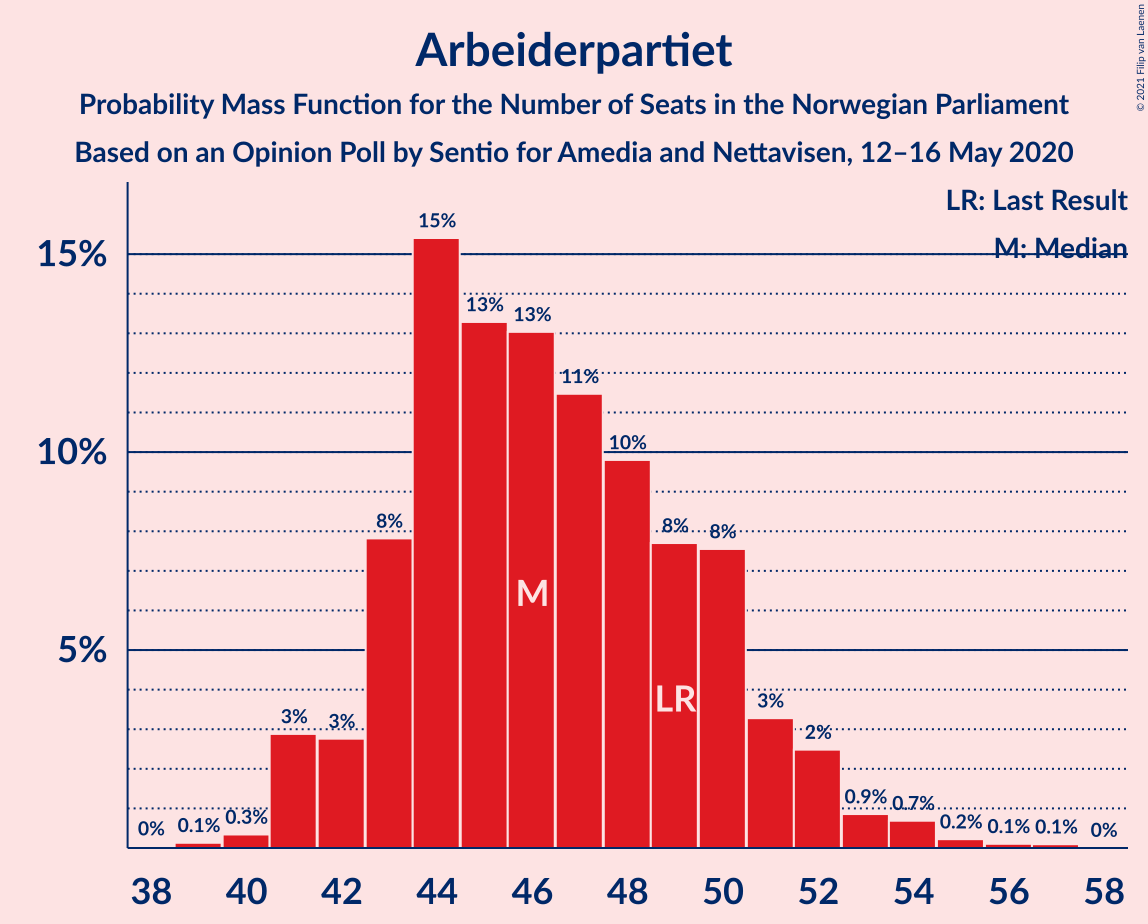 Arbeiderpartiet
Probability Mass Function for the Number of Seats in the Norwegian Parliament
Based on an Opinion Poll by Sentio for Amedia and Nettavisen, 12–16 May 2020
© 2021 Filip van Laenen
LR: Last Result
M: Median
15%
10%
5%
0% 0.1% 0.3% 3% 3% 8% 15% 13% 13% 11% 10% 8% 8% 3% 2% 0.9% 0.7% 0.2% 0.1% 0.1% 0%
M
LR
38 40 42 44 46 48 50 52 54 56 58